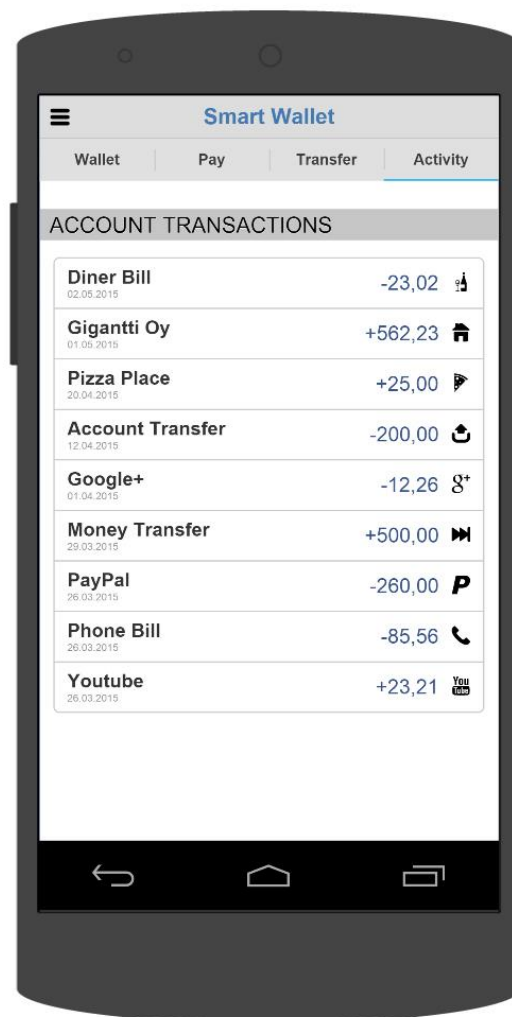 Smart Wallet
Wallet Pay Transfer Activity
ACCOUNT TRANSACTIONS
Diner Bill -23,02
02.05.2015
Gigantti Oy +562,23
01.05.2015
Pizza Place +25,00
20.04.2015
Account Transfer -200,00
12.04.2015
Google+ -12,26 g+
01.04.2015
Money Transfer +500,00
29.03.2015
PayPal -260,00 P
26.03.2015
Phone Bill -85,56
26.03.2015
Youtube +23,21 You Tube
26.03.2015